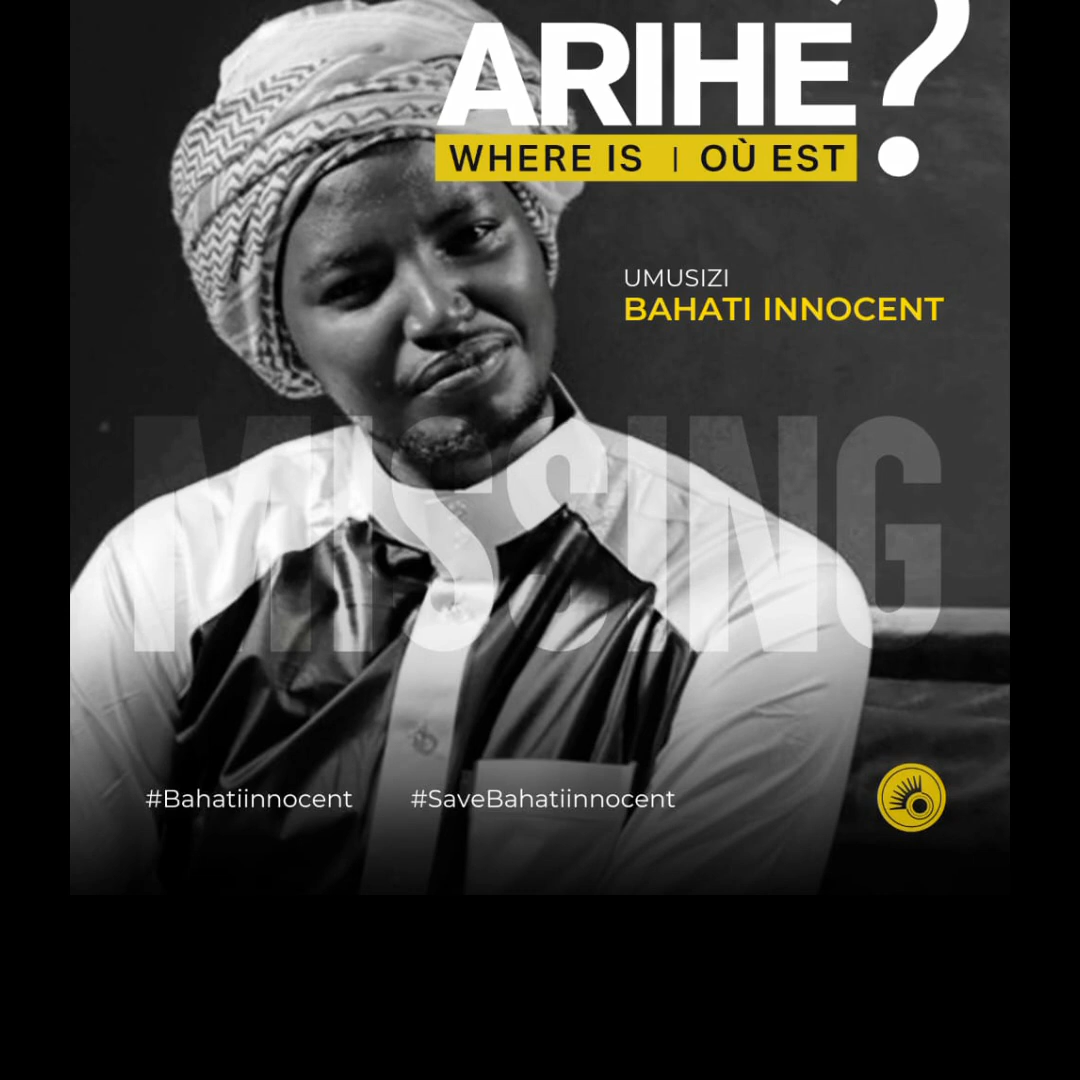 ARIHE?
WHERE IS | OÙ EST
UMUSIZI
BAHATI INNOCENT
MISSING
#Bahatiinnocent #SaveBahatiinnocent